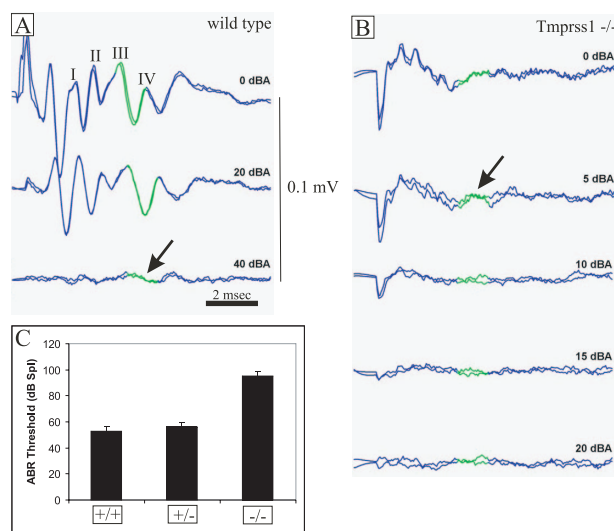 A
wild type
I II III IV
0 dBA
20 dBA
0.1 mV
40 dBA
2 msec
B
Tmprss1 -/-
0 dBA
5 dBA
10 dBA
15 dBA
20 dBA
C
ABR Threshold (dB Spl)
120
100
80
60
40
20
0
+/+ +/- -/-